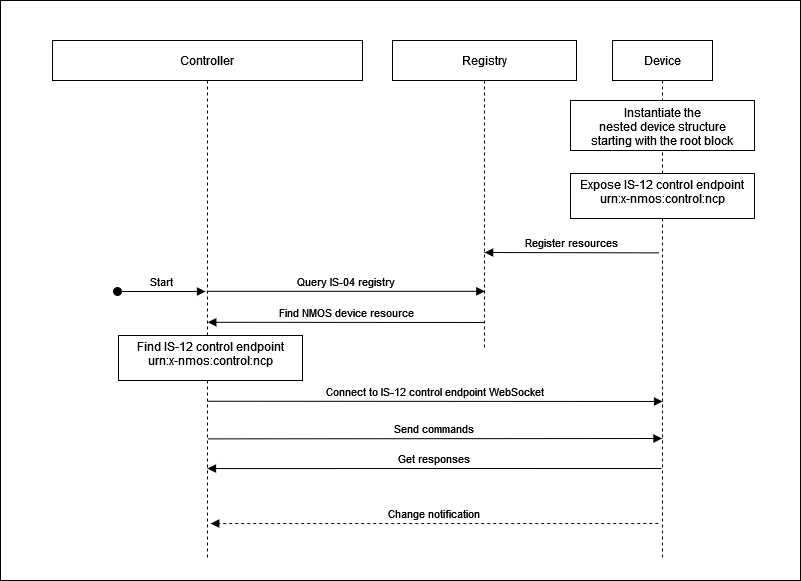 Controller
Registry
Device
Instantiate the
nested device structure
starting with the root block
Expose IS-12 control endpoint
urn:x-nmos:control:ncp
Register resources
Start
Query IS-04 registry
Find NMOS device resource
Find IS-12 control endpoint
urn:x-nmos:control:ncp
Connect to IS-12 control endpoint WebSocket
Send commands
Get responses
Change notification